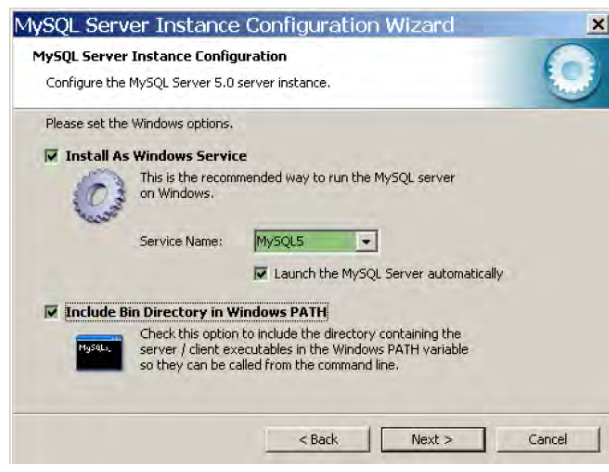 MySQL Server Instance Configuration Wizard
MySQL Server Instance Configuration
Configure the MySQL Server 5.0 server instance.
Please set the Windows options.
Install As Windows Service
This is the recommended way to run the MySQL server
on Windows.
Service Name:
MySQL5
Launch the MySQL Server automatically
Include Bin Directory in Windows PATH
Check this option to include the directory containing the
server / client executables in the Windows PATH variable
so they can be called from the command line.
MySQL>_
< Back
Next >
Cancel